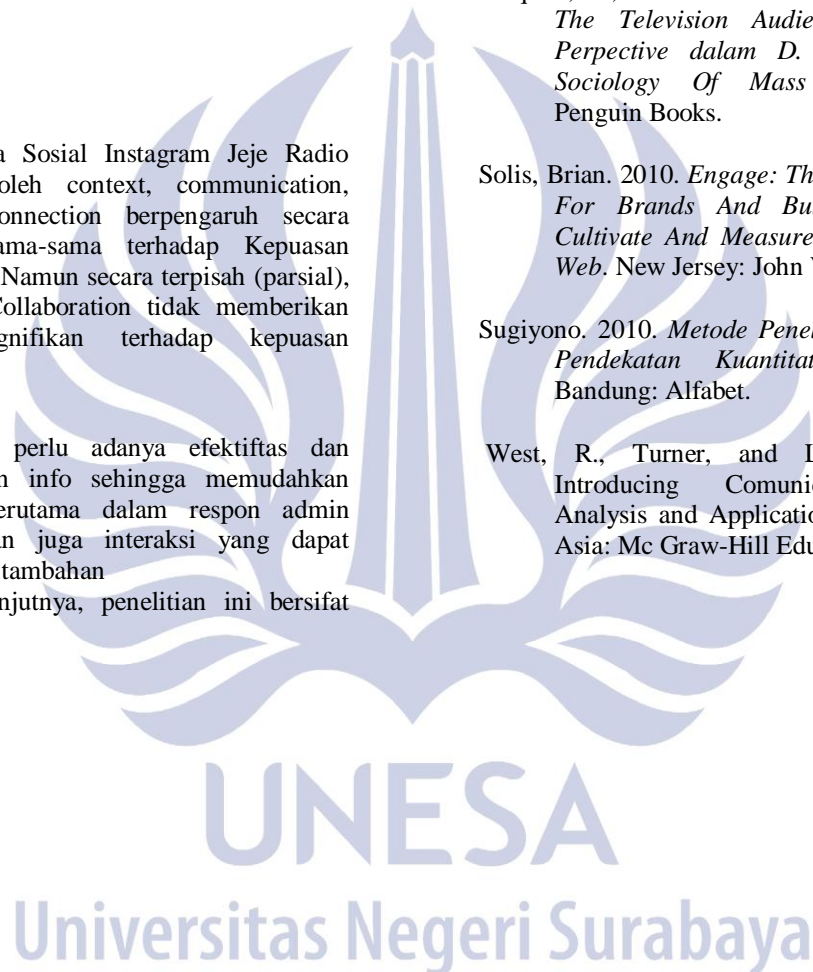 a Sosial Instagram Jeje Radio
oleh context, communication,
onnection berpengaruh secara
ama-sama terhadap Kepuasan
Namun secara terpisah (parsial),
Collaboration tidak memberikan
gnifikan terhadap kepuasan
perlu adanya efektiftas dan
info sehingga memudahkan
erutama dalam respon admin
an juga interaksi yang dapat
tambahan
njutnya, penelitian ini bersifat
The Television Audie
Perpective dalam D.
Sociology Of Mass
Penguin Books.
Solis, Brian. 2010. Engage: Th
For Brands And Bu
Cultivate And Measure
Web. New Jersey: John
Sugiyono. 2010. Metode Penel
Pendekatan Kuantitat
Bandung: Alfabet.
West, R., Turner, and L
Introducing Comunic
Analysis and Application
Asia: Mc Graw-Hill Edu
UNESA
Universitas Negeri Surabaya